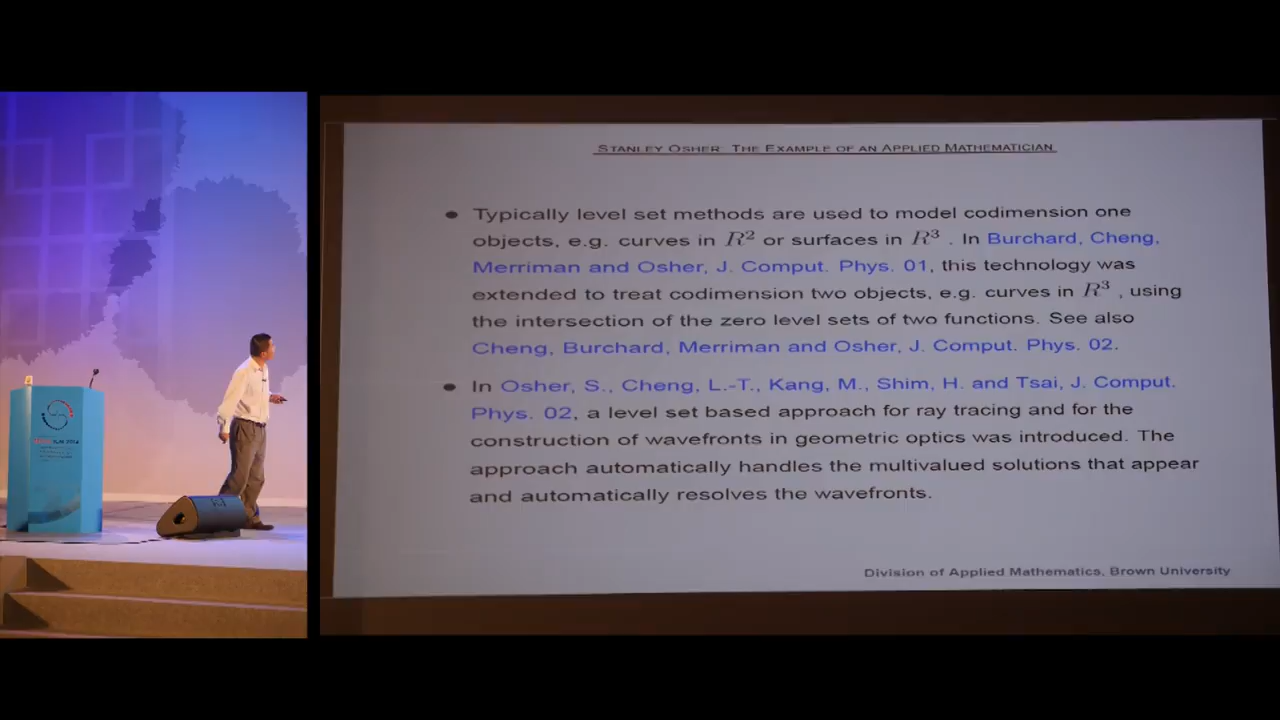 STANLEY OSHER: THE EXAMPLE OF AN APPLIED MATHEMATICIAN
• Typically level set methods are used to model codimension one
objects, e.g. curves in R² or surfaces in R³ . In Burchard, Cheng,
Merriman and Osher, J. Comput. Phys. 01, this technology was
extended to treat codimension two objects, e.g. curves in R³ , using
the intersection of the zero level sets of two functions. See also
Cheng, Burchard, Merriman and Osher, J. Comput. Phys. 02.
• In Osher, S., Cheng, L.-T., Kang, M., Shim, H. and Tsai, J. Comput.
Phys. 02, a level set based approach for ray tracing and for the
construction of wavefronts in geometric optics was introduced. The
approach automatically handles the multivalued solutions that appear
and automatically resolves the wavefronts.
Division of Applied Mathematics, Brown University